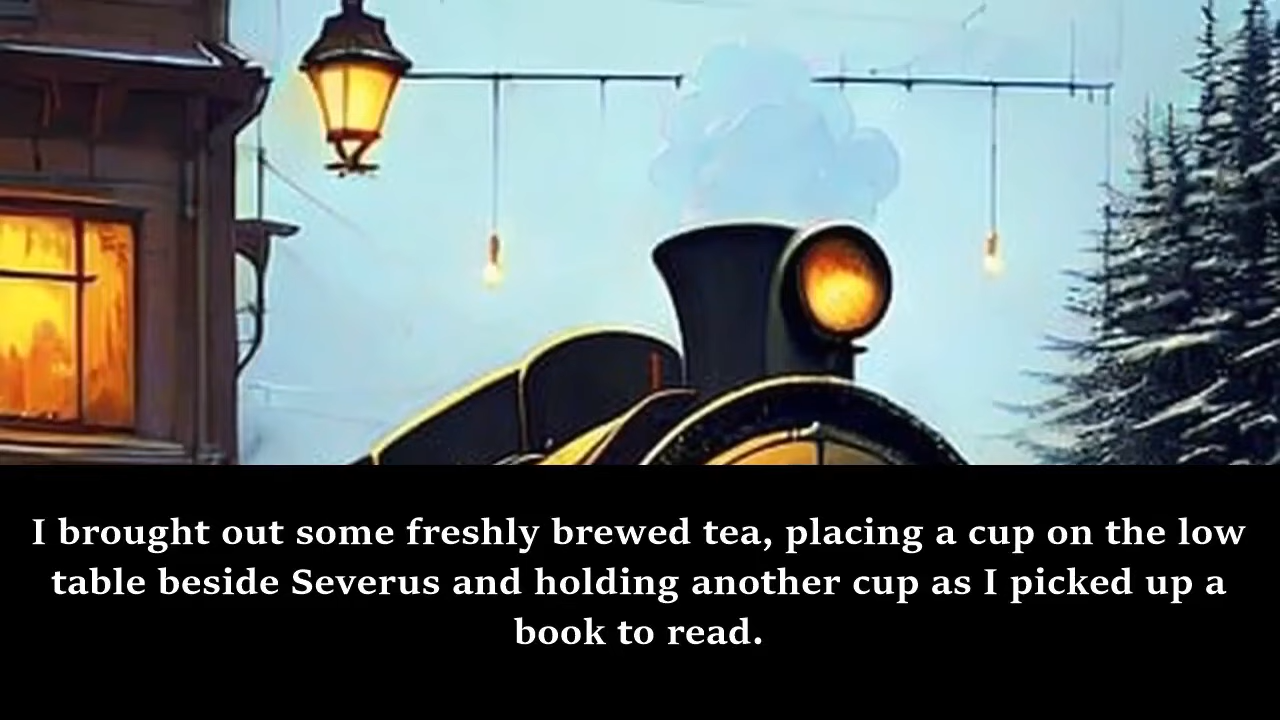 I brought out some freshly brewed tea, placing a cup on the low
table beside Severus and holding another cup as I picked up a
book to read.